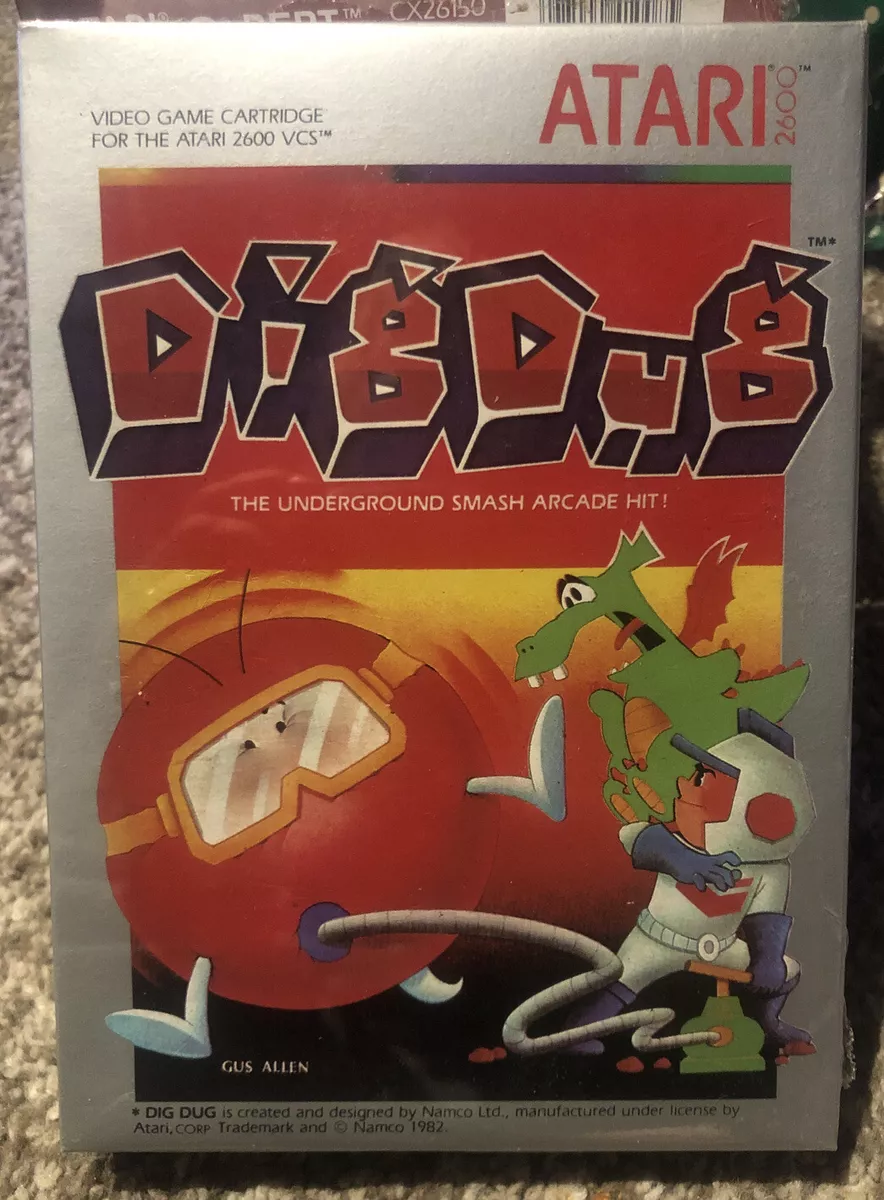 CX26150
VIDEO GAME CARTRIDGE
FOR THE ATARI 2600 VCS™
ATARI® 2600™
DIG DUG ™*
THE UNDERGROUND SMASH ARCADE HIT!
GUS ALLEN
* DIG DUG is created and designed by Namco Ltd., manufactured under license by
Atari, CORP Trademark and © Namco 1982.